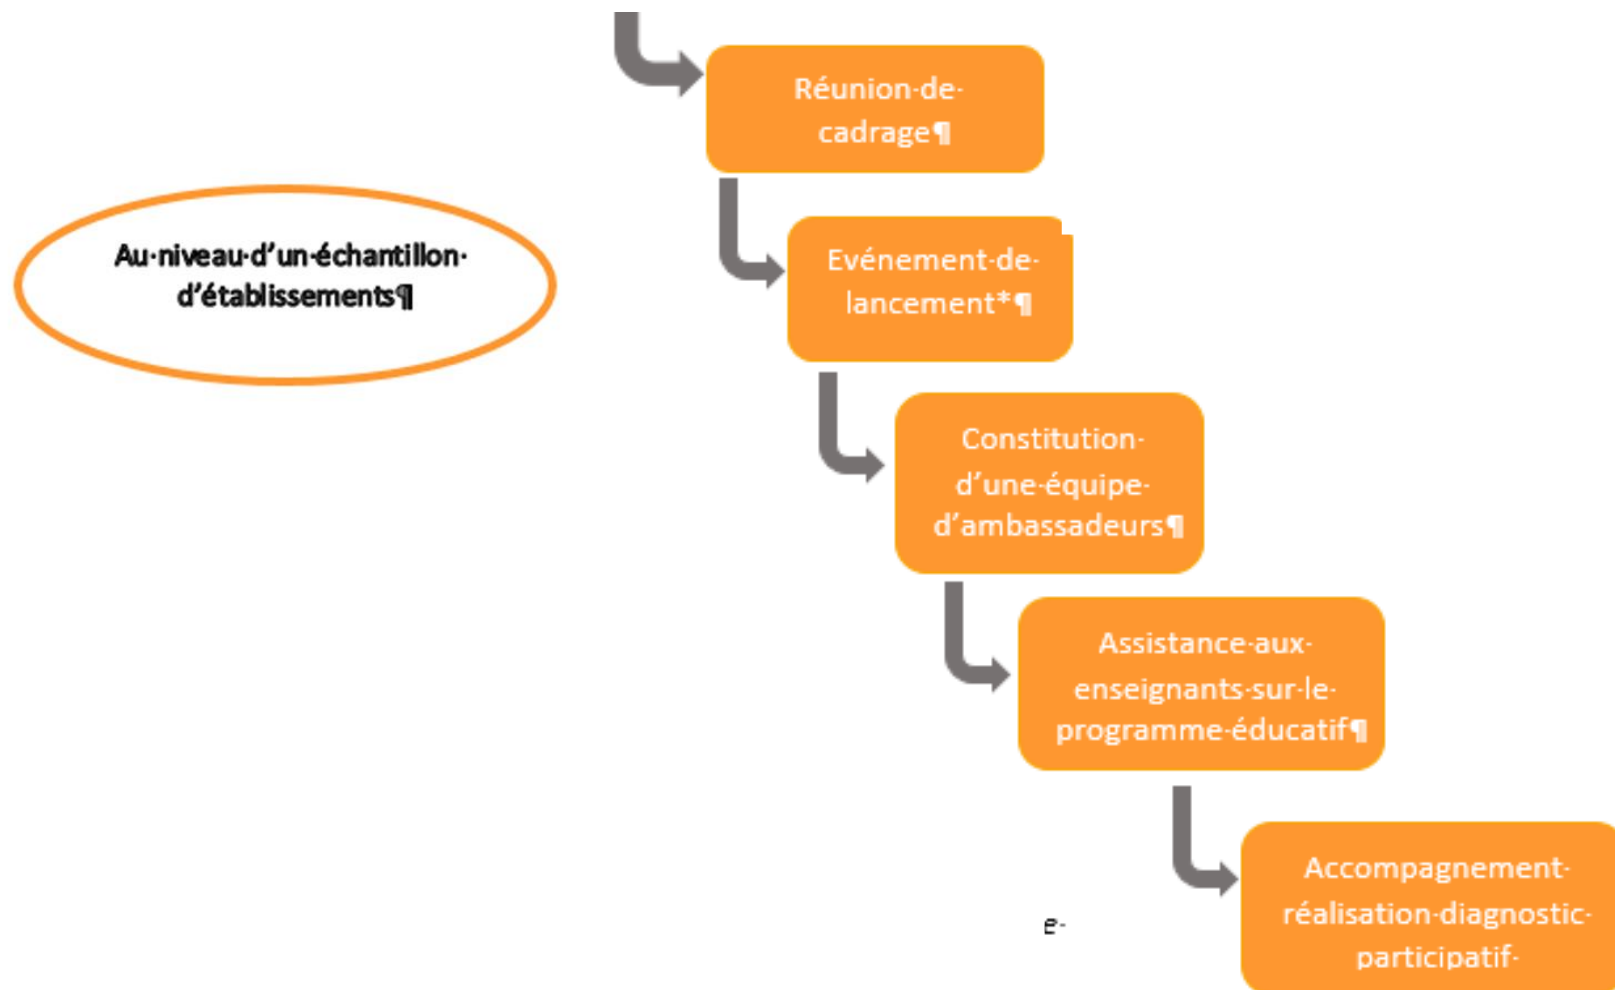 Réunion·de·
cadrage¶
Au·niveau·d’un·échantillon·
d’établissements¶
Evénement·de·
lancement*¶
Constitution·
d’une·équipe·
d’ambassadeurs¶
Assistance·aux·
enseignants·sur·le·
programme·éducatif¶
Accompagnement·
réalisation·diagnostic·
participatif·
e·